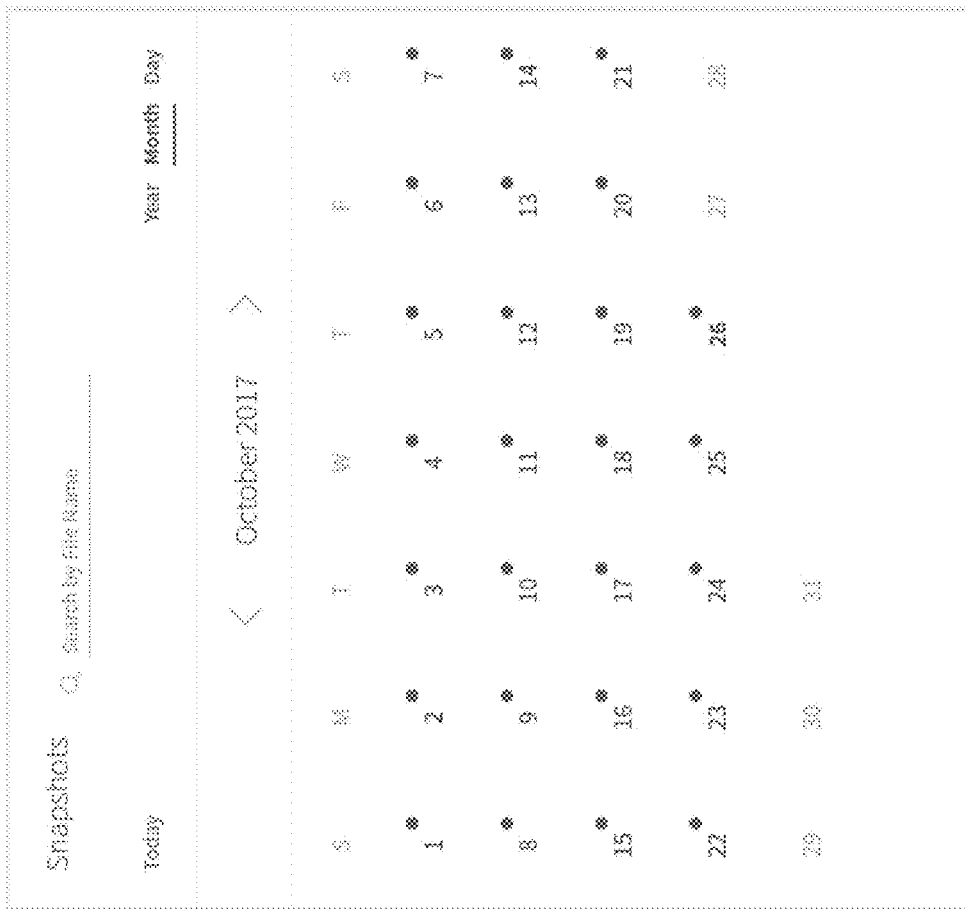 Snapshots Search by File Name
Today Year Month Day
< October 2017 >
S M T W T F S
1 2 3 4 5 6 7
8 9 10 11 12 13 14
15 16 17 18 19 20 21
22 23 24 25 26 27 28
29 30 31